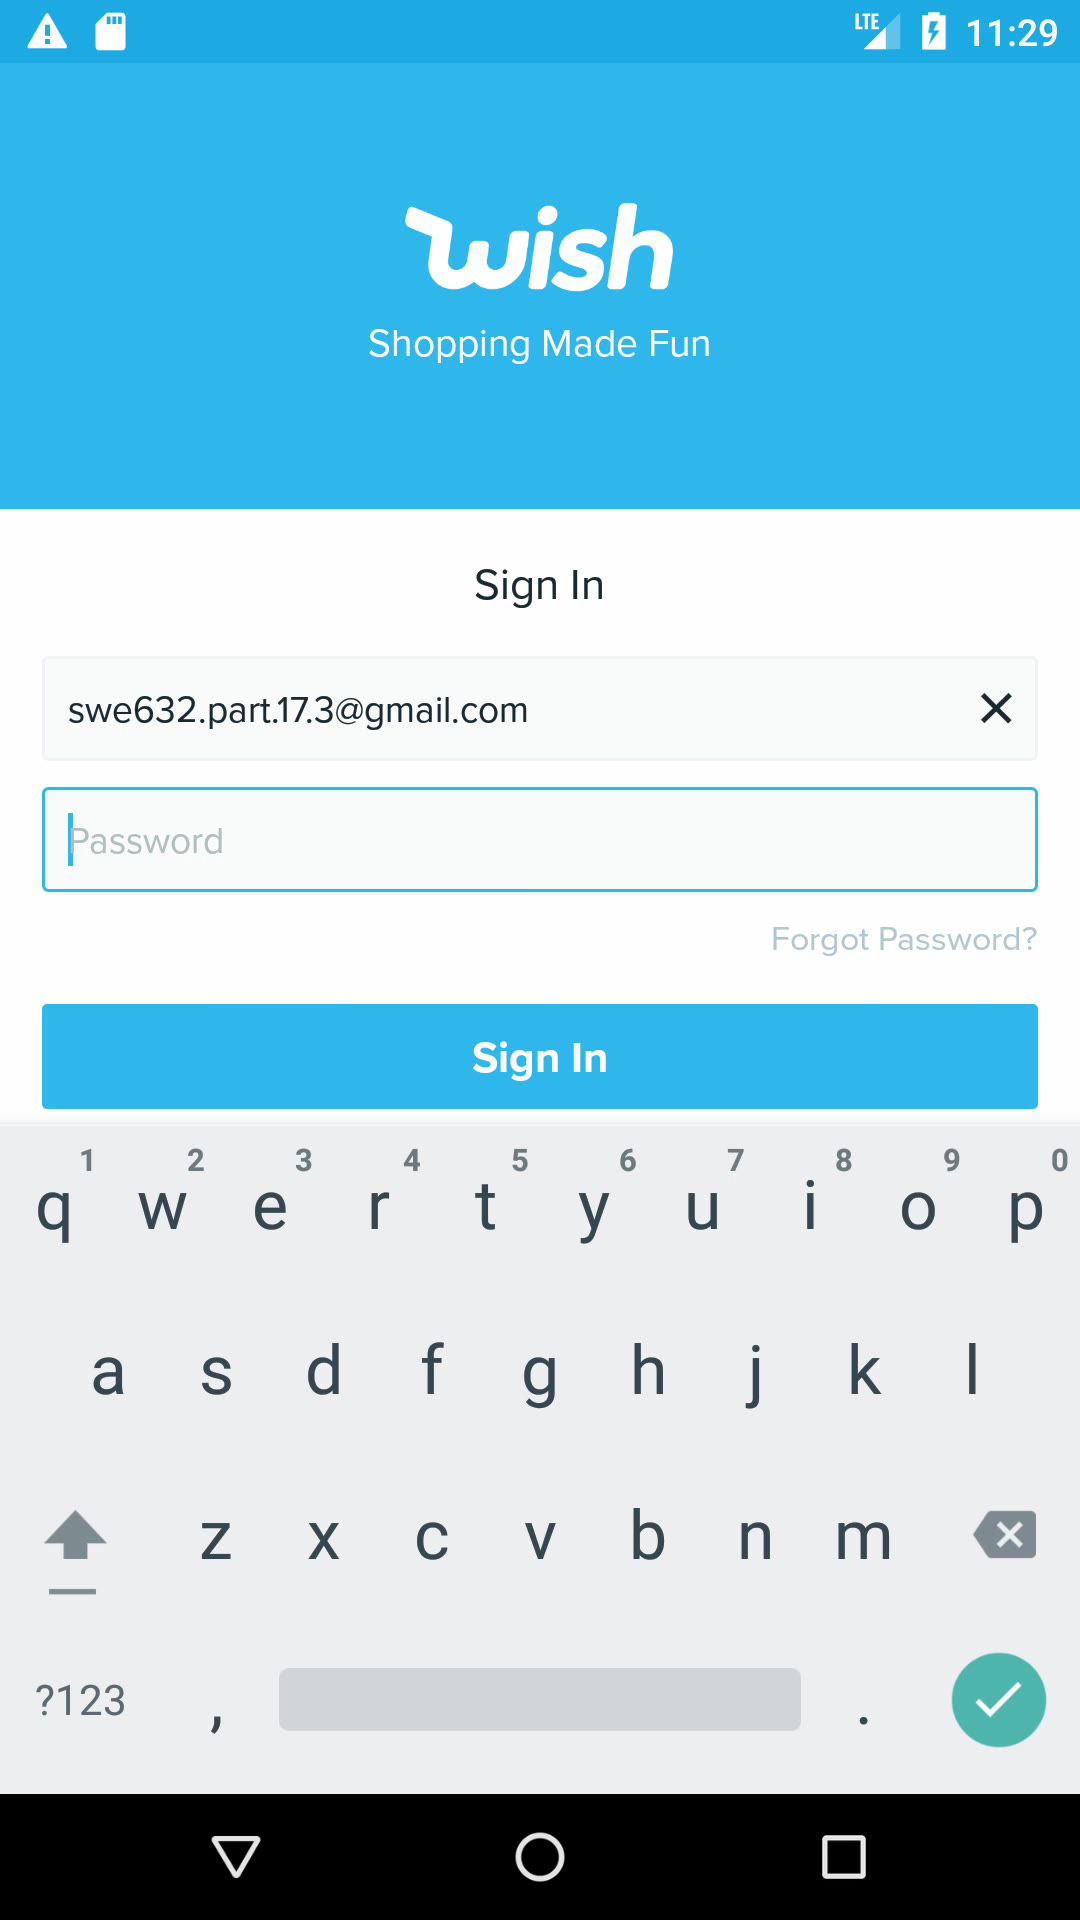 LTE 11:29
wish
Shopping Made Fun
Sign In
swe632.part.17.3@gmail.com
Password
Forgot Password?
Sign In
1 2 3 4 5 6 7 8 9 0
q w e r t y u i o p
a s d f g h j k l
z x c v b n m
?123 , .